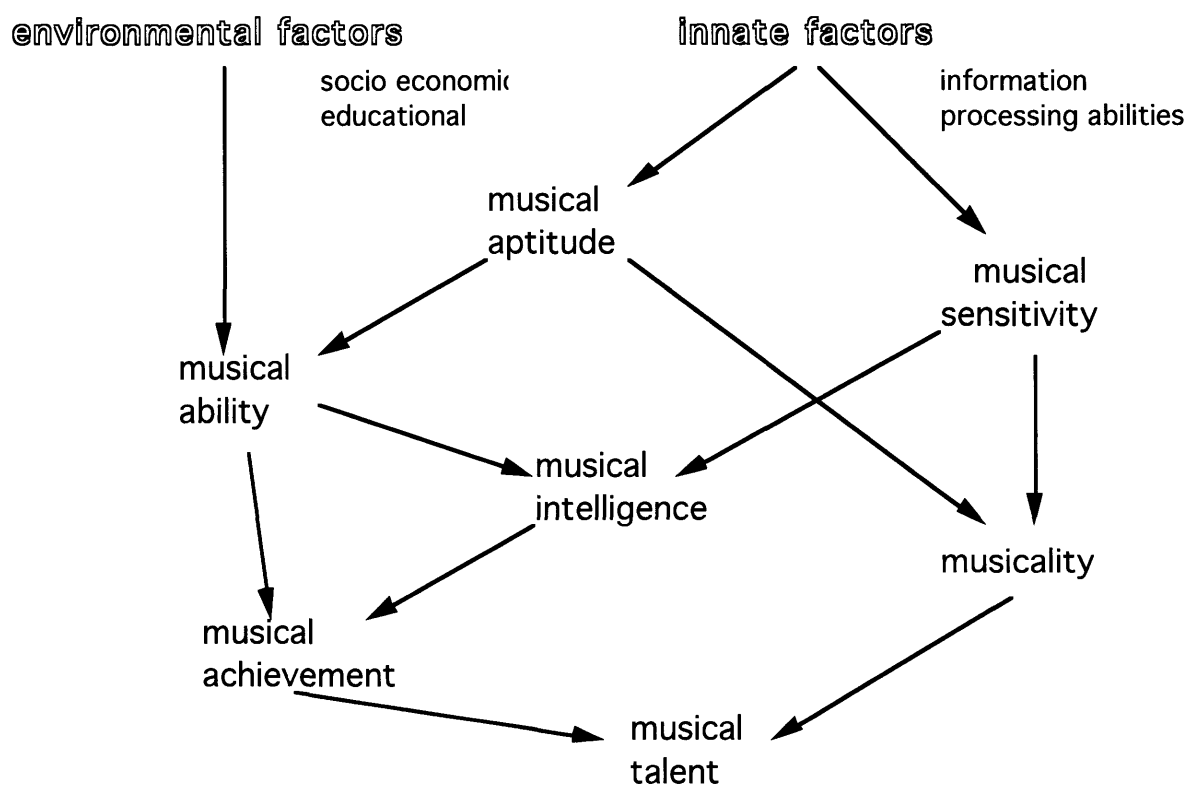 environmental factors
innate factors
socio economic
educational
information
processing abilities
musical
aptitude
musical
sensitivity
musical
ability
musical
intelligence
musicality
musical
achievement
musical
talent